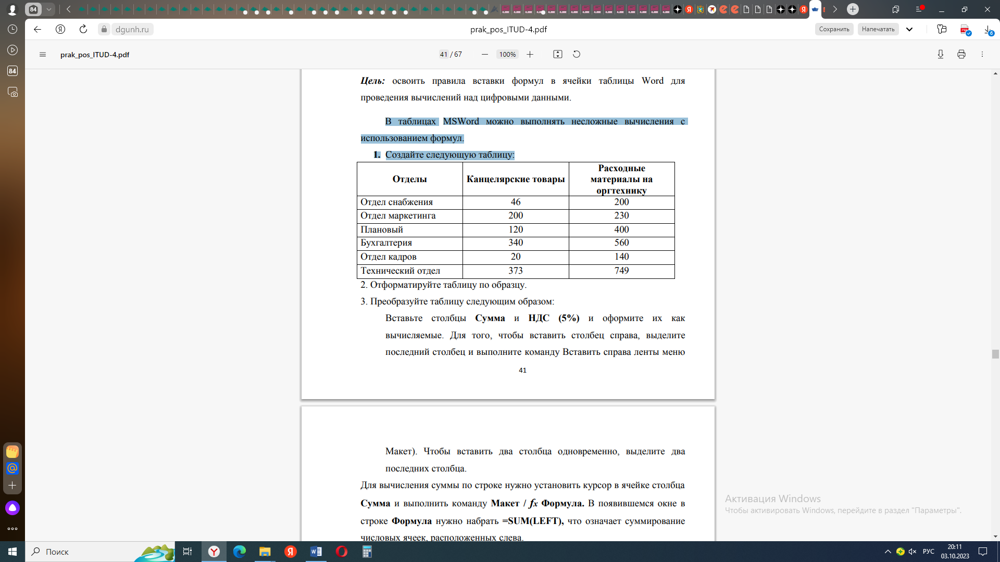 84
prak_pos_ITUD-4.pdf
dgunh.ru
Сохранить
Напечатать
6
84
prak_pos_ITUD-4.pdf
41 / 67
100%
Цель: освоить правила вставки формул в ячейки таблицы Word для
проведения вычислений над цифровыми данными.
В таблицах MSWord можно выполнять несложные вычисления с
использованием формул.
1. Создайте следующую таблицу:
Отделы Канцелярские товары Расходные материалы на оргтехнику
Отдел снабжения 46 200
Отдел маркетинга 200 230
Плановый 120 400
Бухгалтерия 340 560
Отдел кадров 20 140
Технический отдел 373 749
2. Отформатируйте таблицу по образцу.
3. Преобразуйте таблицу следующим образом:
Вставьте столбцы Сумма и НДС (5%) и оформите их как
вычисляемые. Для того, чтобы вставить столбец справа, выделите
последний столбец и выполните команду Вставить справа ленты меню
41
Макет). Чтобы вставить два столбца одновременно, выделите два
последних столбца.
Для вычисления суммы по строке нужно установить курсор в ячейке столбца
Сумма и выполнить команду Макет / fx Формула. В появившемся окне в
строке Формула нужно набрать =SUM(LEFT), что означает суммирование
числовых ячеек, расположенных слева.
Активация Windows
Чтобы активировать Windows, перейдите в раздел "Параметры".
Поиск
РУС
20:11
03.10.2023